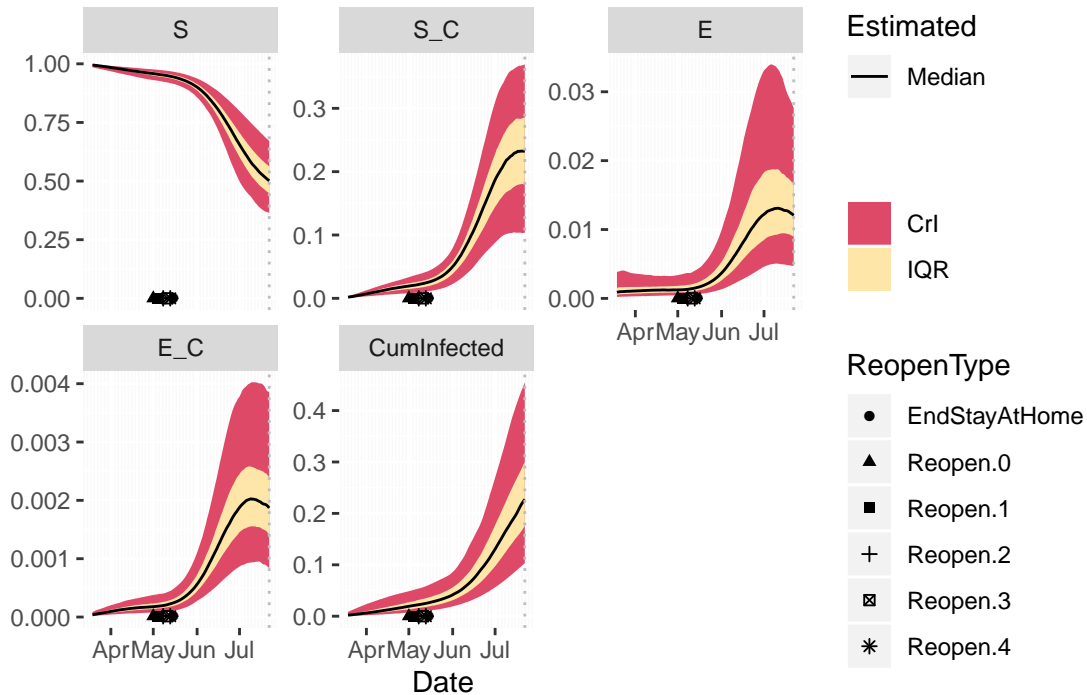 S
S_C
E
1.00
0.75
0.50
0.25
0.00
0.3
0.2
0.1
0.0
0.03
0.02
0.01
0.00
Apr May Jun Jul
E_C
CumInfected
0.004
0.003
0.002
0.001
0.000
0.4
0.3
0.2
0.1
0.0
Apr May Jun Jul
Apr May Jun Jul
Date
Estimated
Median
CrI
IQR
ReopenType
EndStayAtHome
Reopen.0
Reopen.1
Reopen.2
Reopen.3
Reopen.4